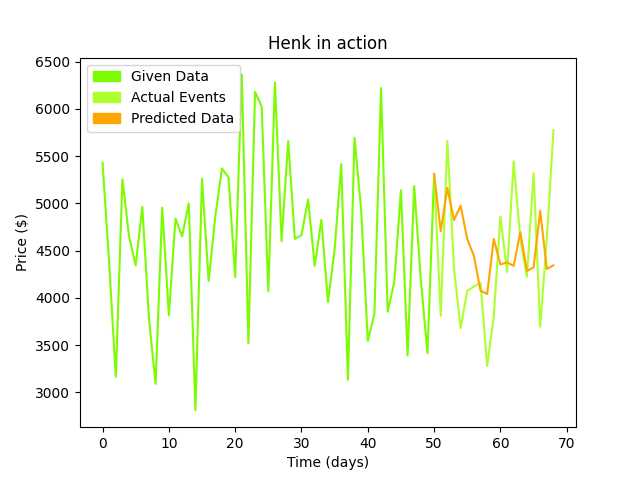 Henk in action
Given Data
Actual Events
Predicted Data
6500
6000
5500
5000
4500
4000
3500
3000
Price ($)
0 10 20 30 40 50 60 70
Time (days)